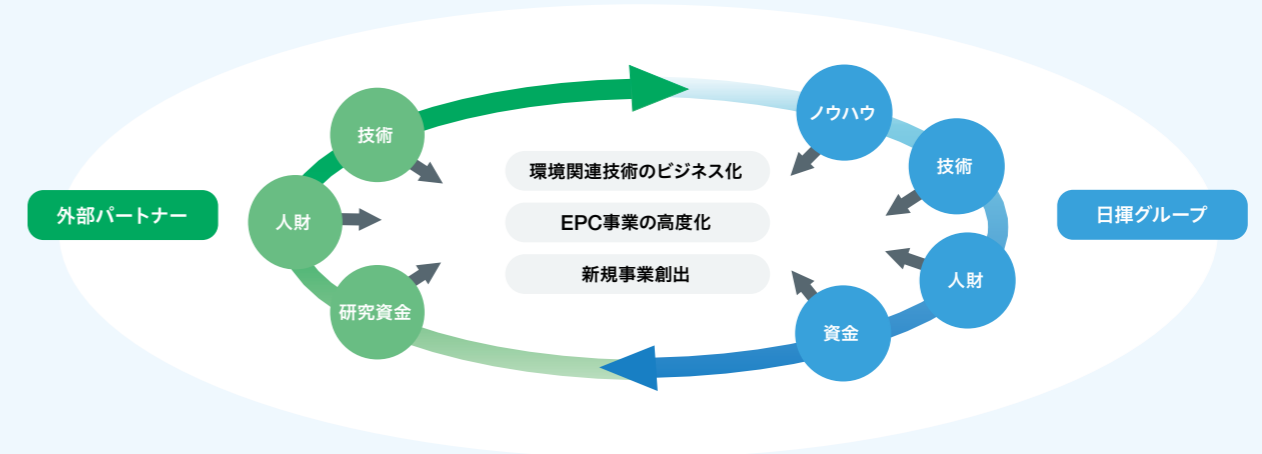 外部パートナー
技術
人財
研究資金
環境関連技術のビジネス化
EPC事業の高度化
新規事業創出
ノウハウ
技術
人財
資金
日揮グループ